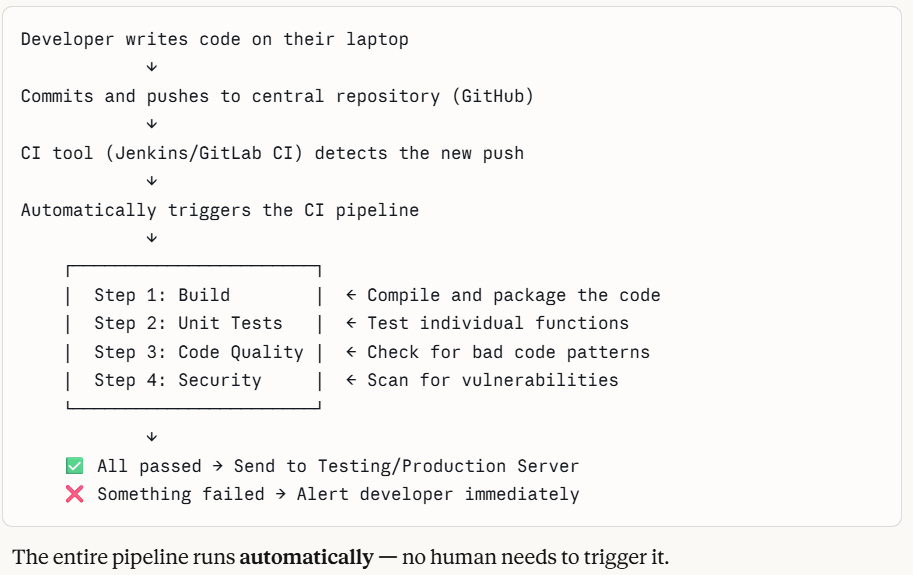 Developer writes code on their laptop
↓
Commits and pushes to central repository (GitHub)
↓
CI tool (Jenkins/GitLab CI) detects the new push
↓
Automatically triggers the CI pipeline
↓
Step 1: Build ← Compile and package the code
Step 2: Unit Tests ← Test individual functions
Step 3: Code Quality ← Check for bad code patterns
Step 4: Security ← Scan for vulnerabilities
↓
✅ All passed → Send to Testing/Production Server
❌ Something failed → Alert developer immediately
The entire pipeline runs automatically — no human needs to trigger it.